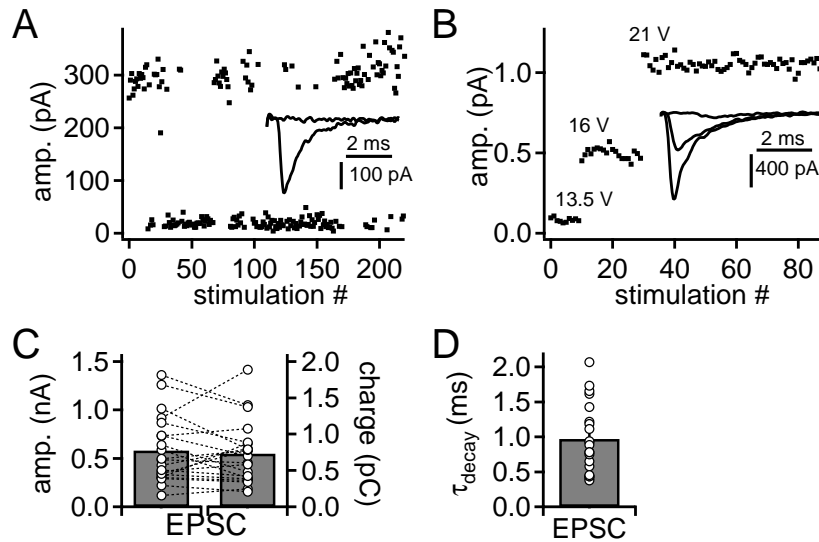 A
amp. (pA)
300
200
100
0
2 ms
100 pA
0 50 100 150 200
stimulation #
B
amp. (pA)
1.0
0.5
0.0
21 V
16 V
13.5 V
2 ms
400 pA
0 20 40 60 80
stimulation #
C
amp. (nA)
1.5
1.0
0.5
0.0
2.0
1.5
1.0
0.5
0.0
charge (pC)
EPSC
D
τdecay (ms)
2.0
1.5
1.0
0.5
0.0
EPSC